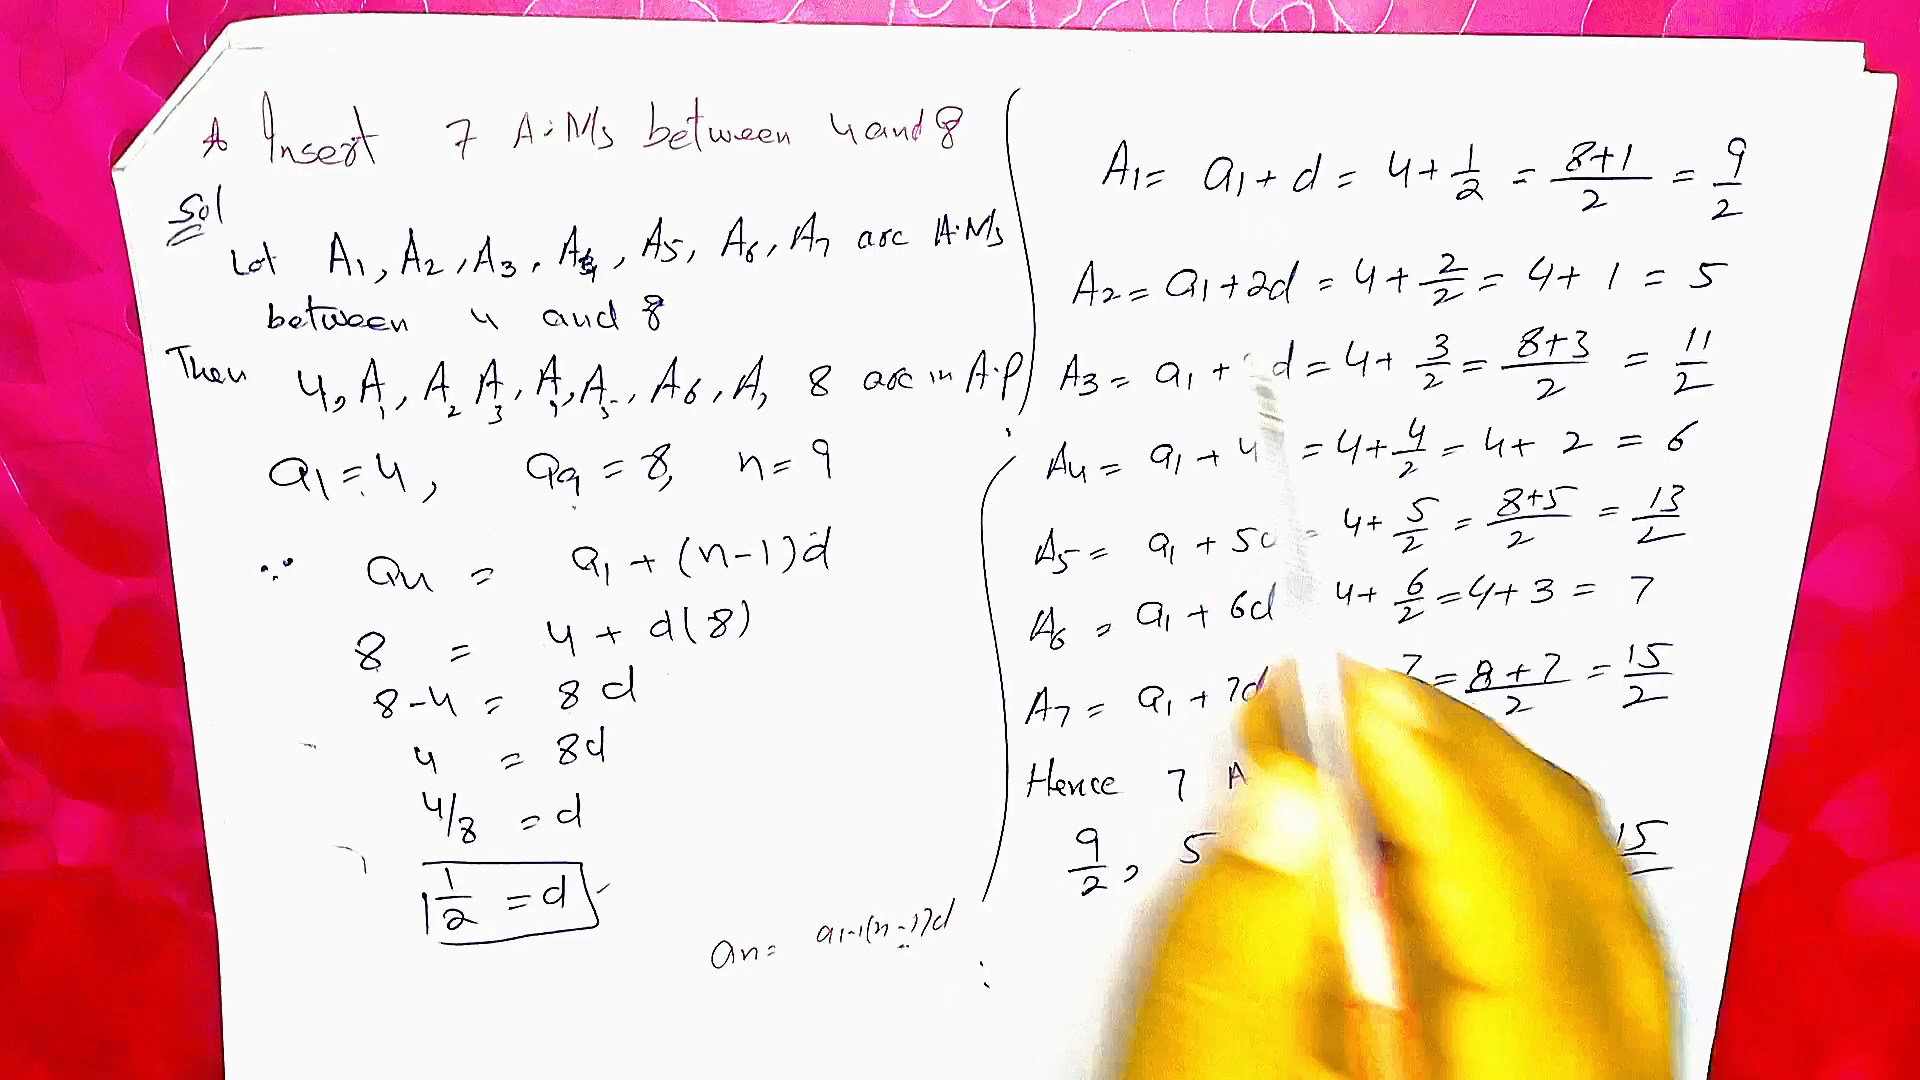 Insert 7 A.Ms between 4 and 8
Sol
Let A1, A2, A3, A4, A5, A6, A7 are A.Ms
between 4 and 8
Then 4, A1, A2 A3, A4, A5, A6, A7 8 are in A.P
a1 = 4, a9 = 8, n = 9
∵ an = a1 + (n-1)d
8 = 4 + d(8)
8-4 = 8d
4 = 8d
4/8 = d
1/2 = d
an =
A1 = a1 + d = 4 + 1/2 = (8+1)/2 = 9/2
A2 = a1 + 2d = 4 + 2/2 = 4 + 1 = 5
A3 = a1 + d = 4 + 3/2 = (8+3)/2 = 11/2
A4 = a1 + 4 = 4 + 4/2 = 4 + 2 = 6
A5 = a1 + 5d = 4 + 5/2 = (8+5)/2 = 13/2
A6 = a1 + 6d 4 + 6/2 = 4 + 3 = 7
A7 = a1 + 7d 7 = (8+7)/2 = 15/2
Hence 7 A
9/2, 5 15